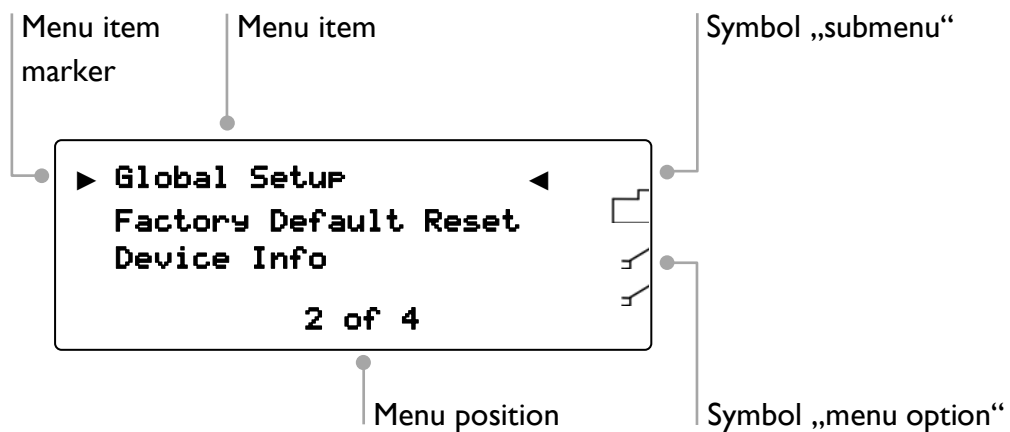 Menu item
marker
Menu item
Symbol „submenu“
► Global Setup ◄
Factory Default Reset
Device Info
2 of 4
Menu position
Symbol „menu option“